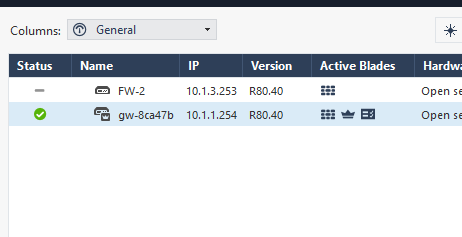 Columns: General
Status Name IP Version Active Blades Hardwa
FW-2 10.1.3.253 R80.40 Open se
gw-8ca47b 10.1.1.254 R80.40 Open se